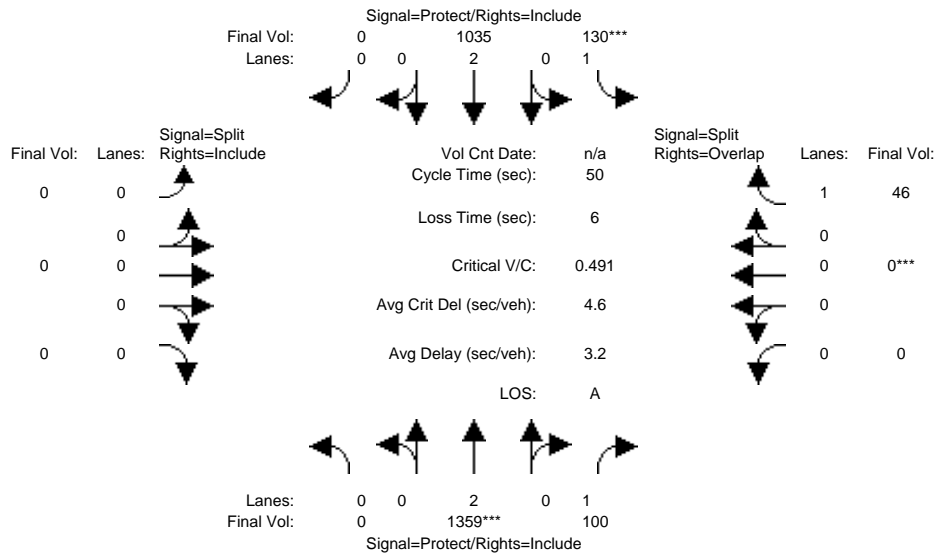 Signal=Protect/Rights=Include
Final Vol: 0 1035 130***
Lanes: 0 0 2 0 1
Signal=Split Signal=Split
Final Vol: Lanes: Rights=Include Vol Cnt Date: n/a Rights=Overlap Lanes: Final Vol:
Cycle Time (sec): 50
0 0 1 46
Loss Time (sec): 6
0 0
0 0 Critical V/C: 0.491 0 0***
0 Avg Crit Del (sec/veh): 4.6 0
0 0 Avg Delay (sec/veh): 3.2 0 0
LOS: A
Lanes: 0 0 2 0 1
Final Vol: 0 1359*** 100
Signal=Protect/Rights=Include